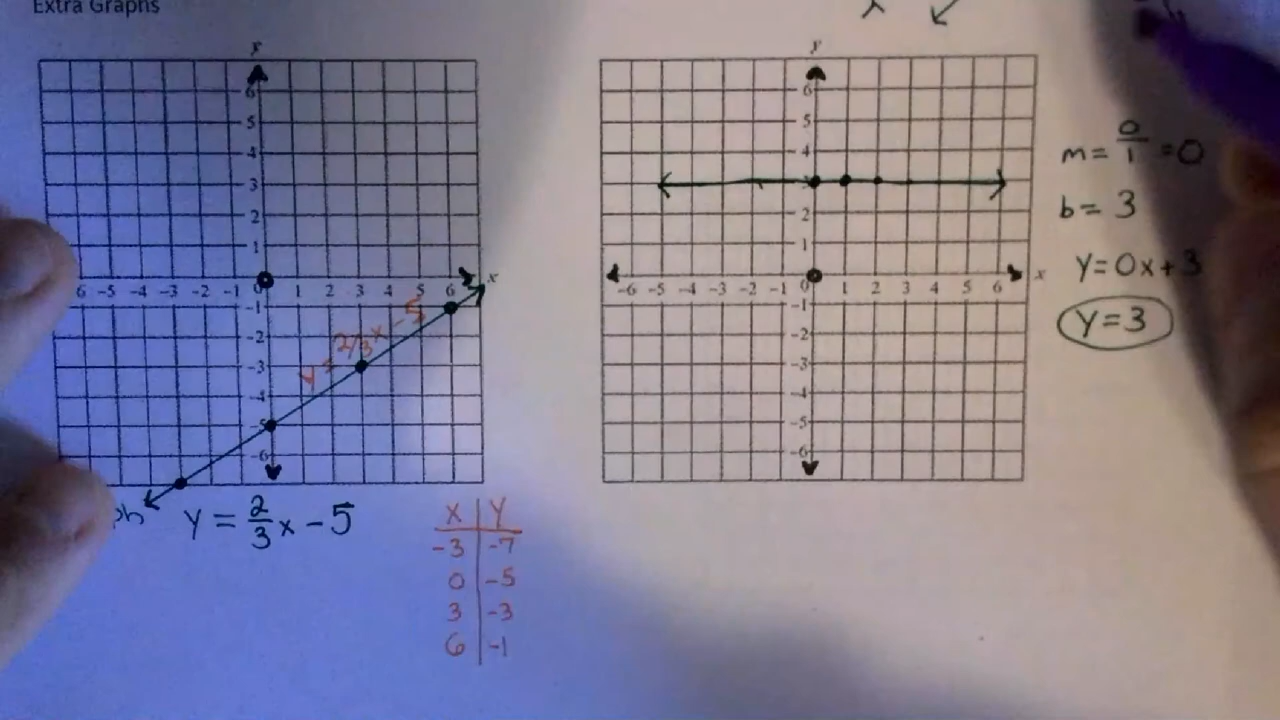 Extra Graphs
y
6
5
4
3
2
1
6 -5 -4 -3 -2 -1 0 1 2 3 4 5 6 x
-1
-2
-3
-4
-5
-6
y = 2/3x - 5
y = 2/3 x - 5
x | y
-3 | -7
0 | -5
3 | -3
6 | -1
y
6
5
4
2
1
-6 -5 -4 -3 -2 -1 0 1 2 3 4 5 6 x
-1
-2
-3
-4
-5
-6
m = 0/1 = 0
b = 3
y = 0x + 3
y = 3